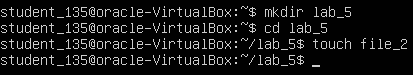 student_135@oracle-VirtualBox:~$ mkdir lab_5
student_135@oracle-VirtualBox:~$ cd lab_5
student_135@oracle-VirtualBox:~/lab_5$ touch file_2
student_135@oracle-VirtualBox:~/lab_5$ _